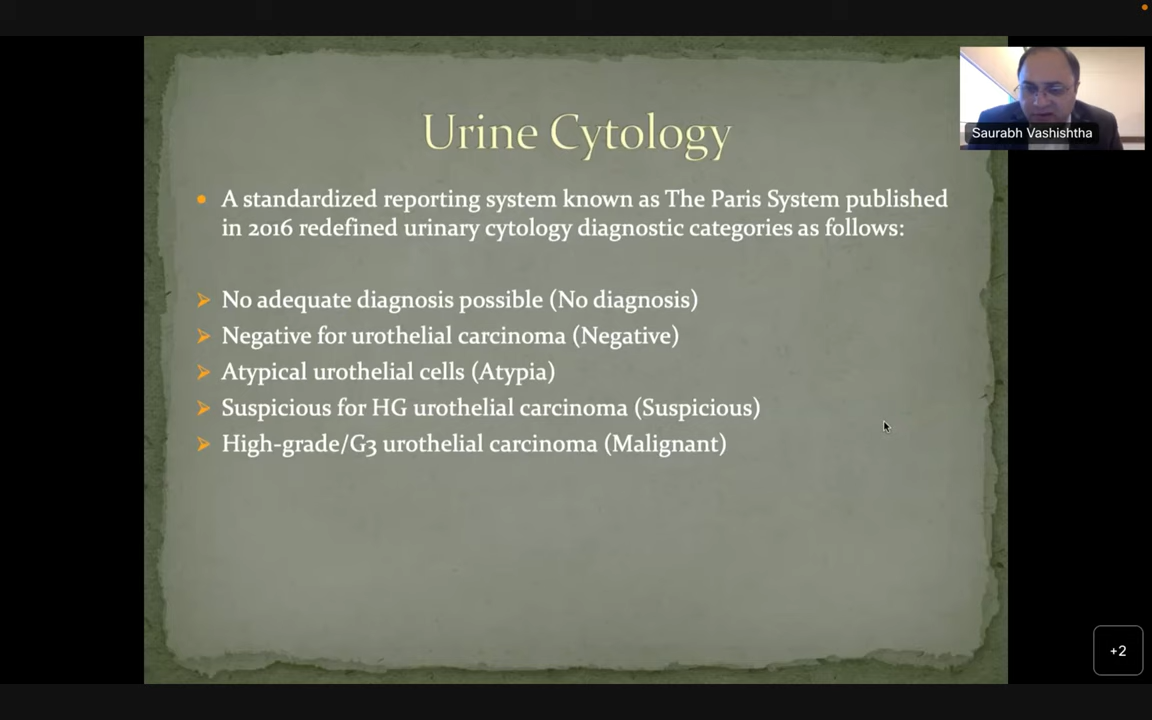 Urine Cytology
Saurabh Vashishtha
A standardized reporting system known as The Paris System published
in 2016 redefined urinary cytology diagnostic categories as follows:
No adequate diagnosis possible (No diagnosis)
Negative for urothelial carcinoma (Negative)
Atypical urothelial cells (Atypia)
Suspicious for HG urothelial carcinoma (Suspicious)
High-grade/G3 urothelial carcinoma (Malignant)
+2